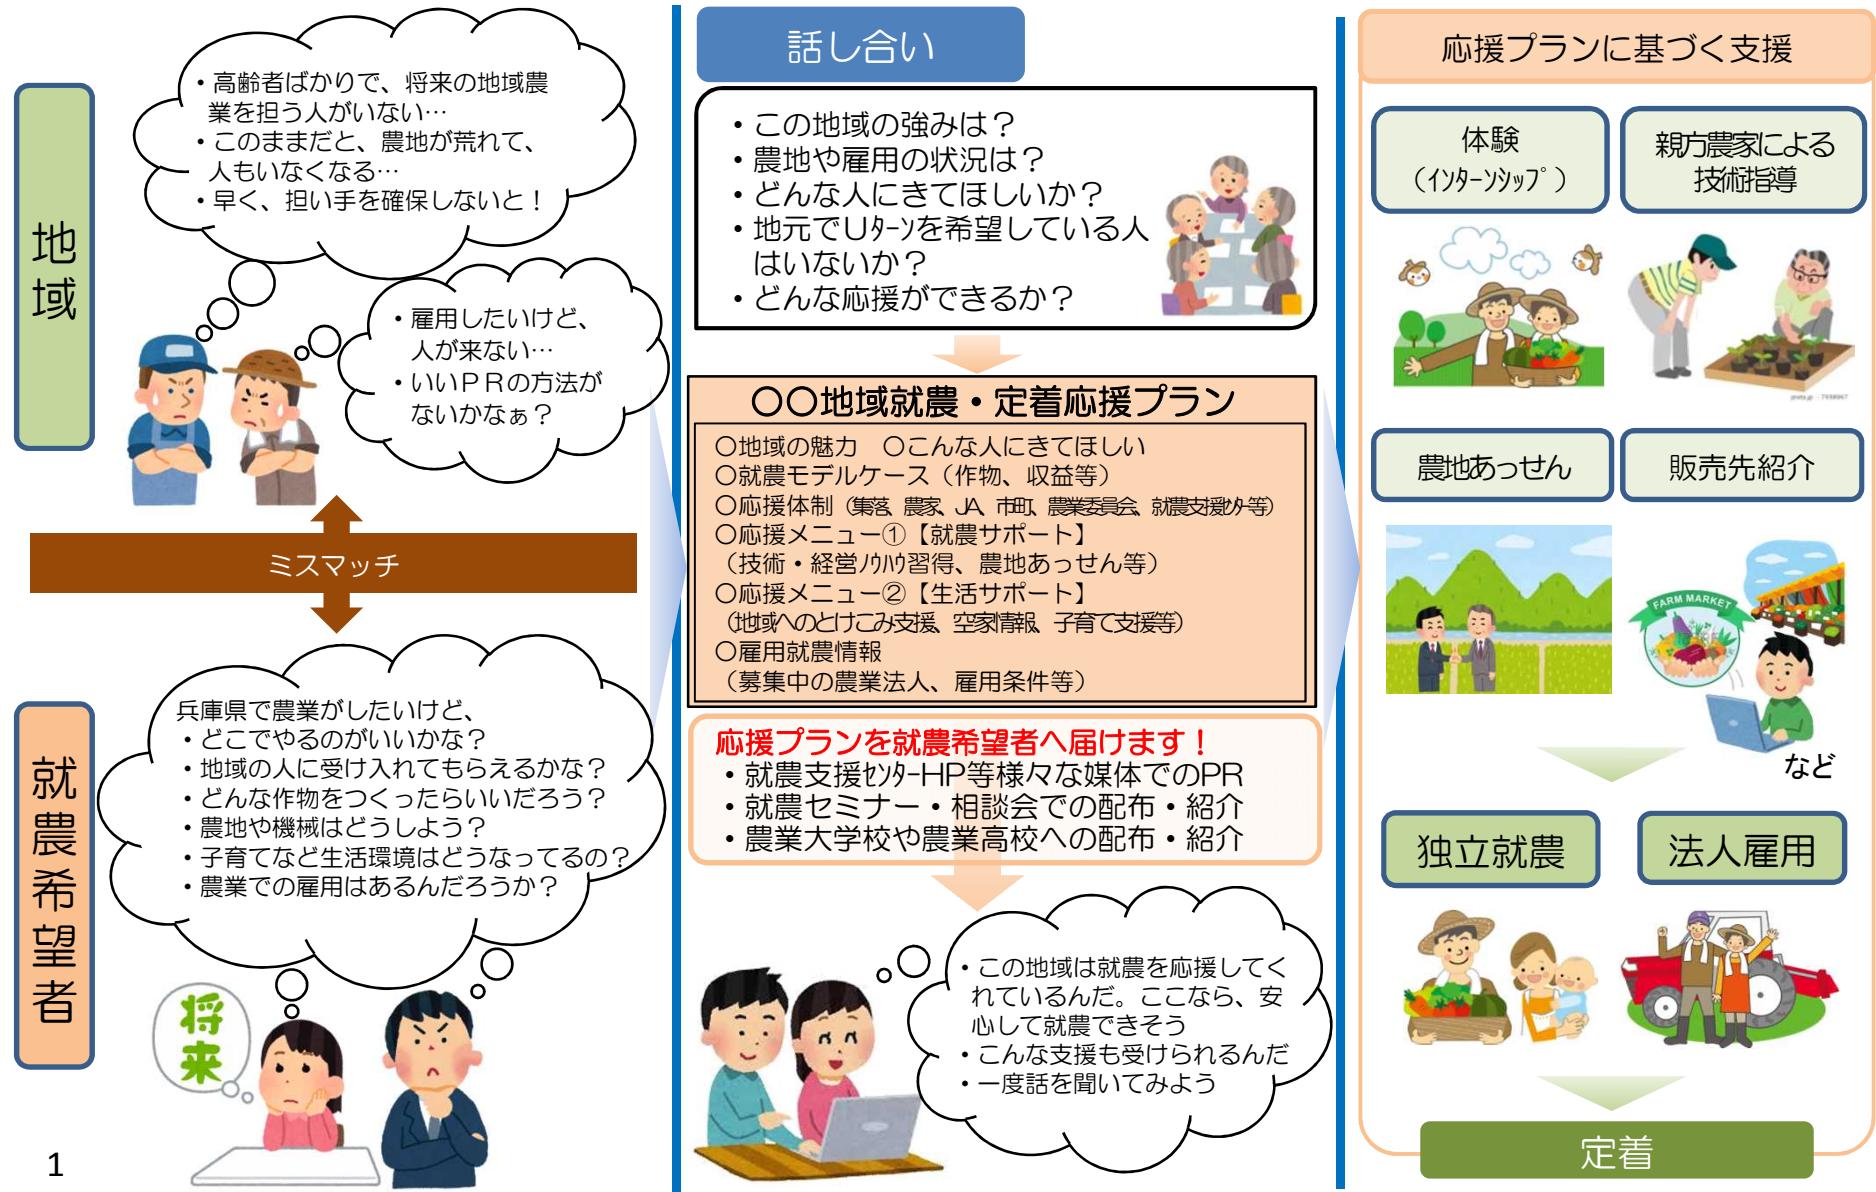 地域
・高齢者ばかりで、将来の地域農
業を担う人がいない…
・このままだと、農地が荒れて、
人もいなくなる…
・早く、担い手を確保しないと！
・雇用したいけど、
人が来ない…
・いいＰＲの方法が
ないかなぁ？
ミスマッチ
就農希望者
兵庫県で農業がしたいけど、
・どこでやるのがいいかな？
・地域の人に受け入れてもらえるかな？
・どんな作物をつくったらいいだろう？
・農地や機械はどうしよう？
・子育てなど生活環境はどうなってるの？
・農業での雇用はあるんだろうか？
将来
1
話し合い
・この地域の強みは？
・農地や雇用の状況は？
・どんな人にきてほしいか？
・地元でＵﾀｰﾝを希望している人
はいないか？
・どんな応援ができるか？
〇〇地域就農・定着応援プラン
〇地域の魅力　〇こんな人にきてほしい
〇就農モデルケース（作物、収益等）
〇応援体制（集落、農家、JA、市町、農業委員会、就農支援ｾﾝﾀｰ等）
〇応援メニュー①【就農サポート】
（技術・経営ﾉｳﾊｳ習得、農地あっせん等）
〇応援メニュー②【生活サポート】
（地域へのとけこみ支援、空家情報、子育て支援等）
〇雇用就農情報
（募集中の農業法人、雇用条件等）
応援プランを就農希望者へ届けます！
・就農支援ｾﾝﾀｰHP等様々な媒体でのPR
・就農セミナー・相談会での配布・紹介
・農業大学校や農業高校への配布・紹介
・この地域は就農を応援してく
れているんだ。ここなら、安
心して就農できそう
・こんな支援も受けられるんだ
・一度話を聞いてみよう
応援プランに基づく支援
体験
（ｲﾝﾀｰﾝｼｯﾌﾟ）
親方農家による
技術指導
農地あっせん
販売先紹介
FARM MARKET
など
独立就農
法人雇用
定着